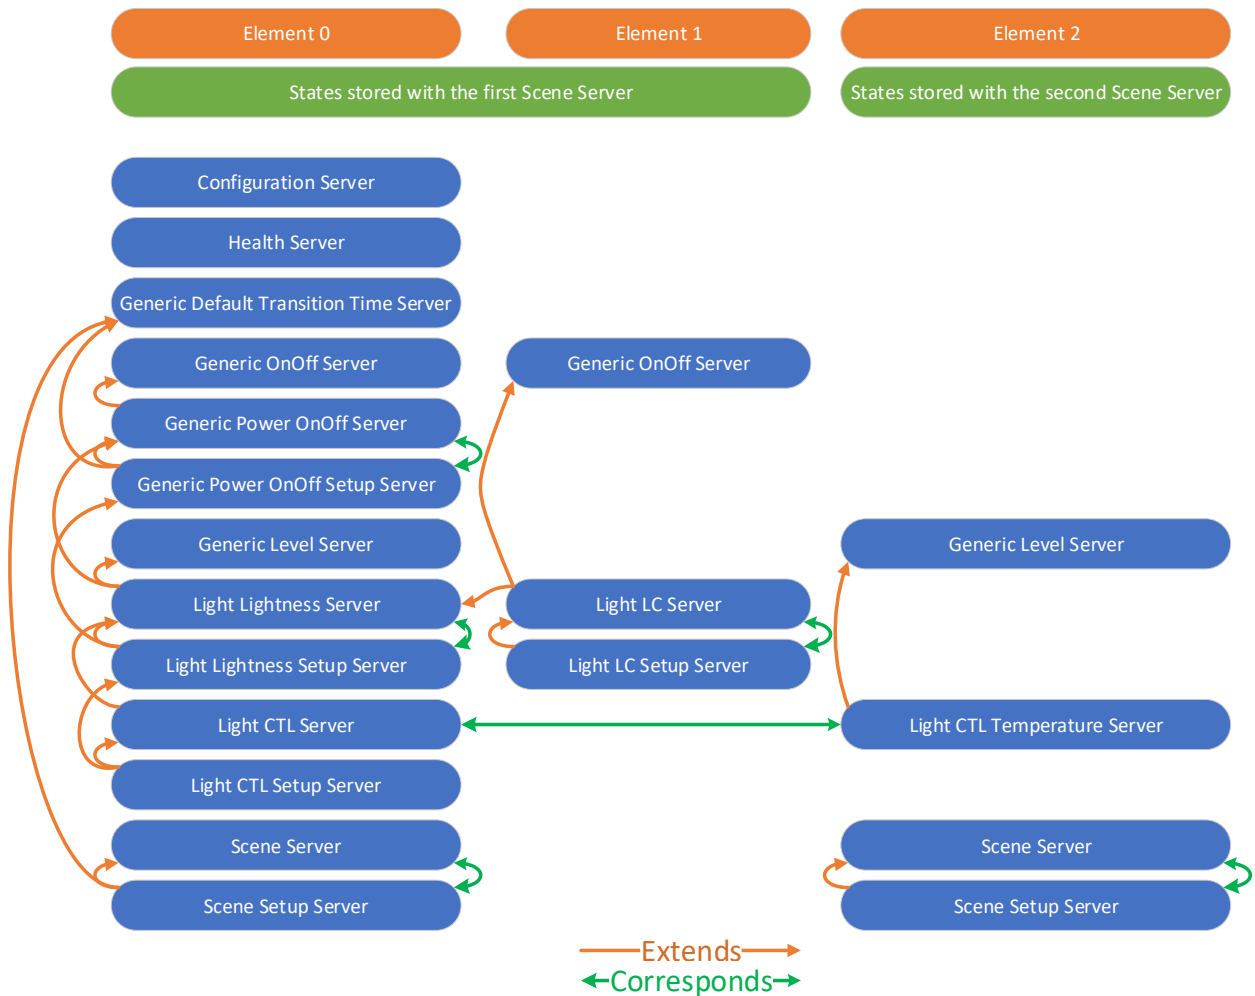 Element 0
Element 1
Element 2
States stored with the first Scene Server
States stored with the second Scene Server
Configuration Server
Health Server
Generic Default Transition Time Server
Generic OnOff Server
Generic OnOff Server
Generic Power OnOff Server
Generic Power OnOff Setup Server
Generic Level Server
Generic Level Server
Light Lightness Server
Light LC Server
Light Lightness Setup Server
Light LC Setup Server
Light CTL Server
Light CTL Temperature Server
Light CTL Setup Server
Scene Server
Scene Server
Scene Setup Server
Scene Setup Server
Extends
Corresponds